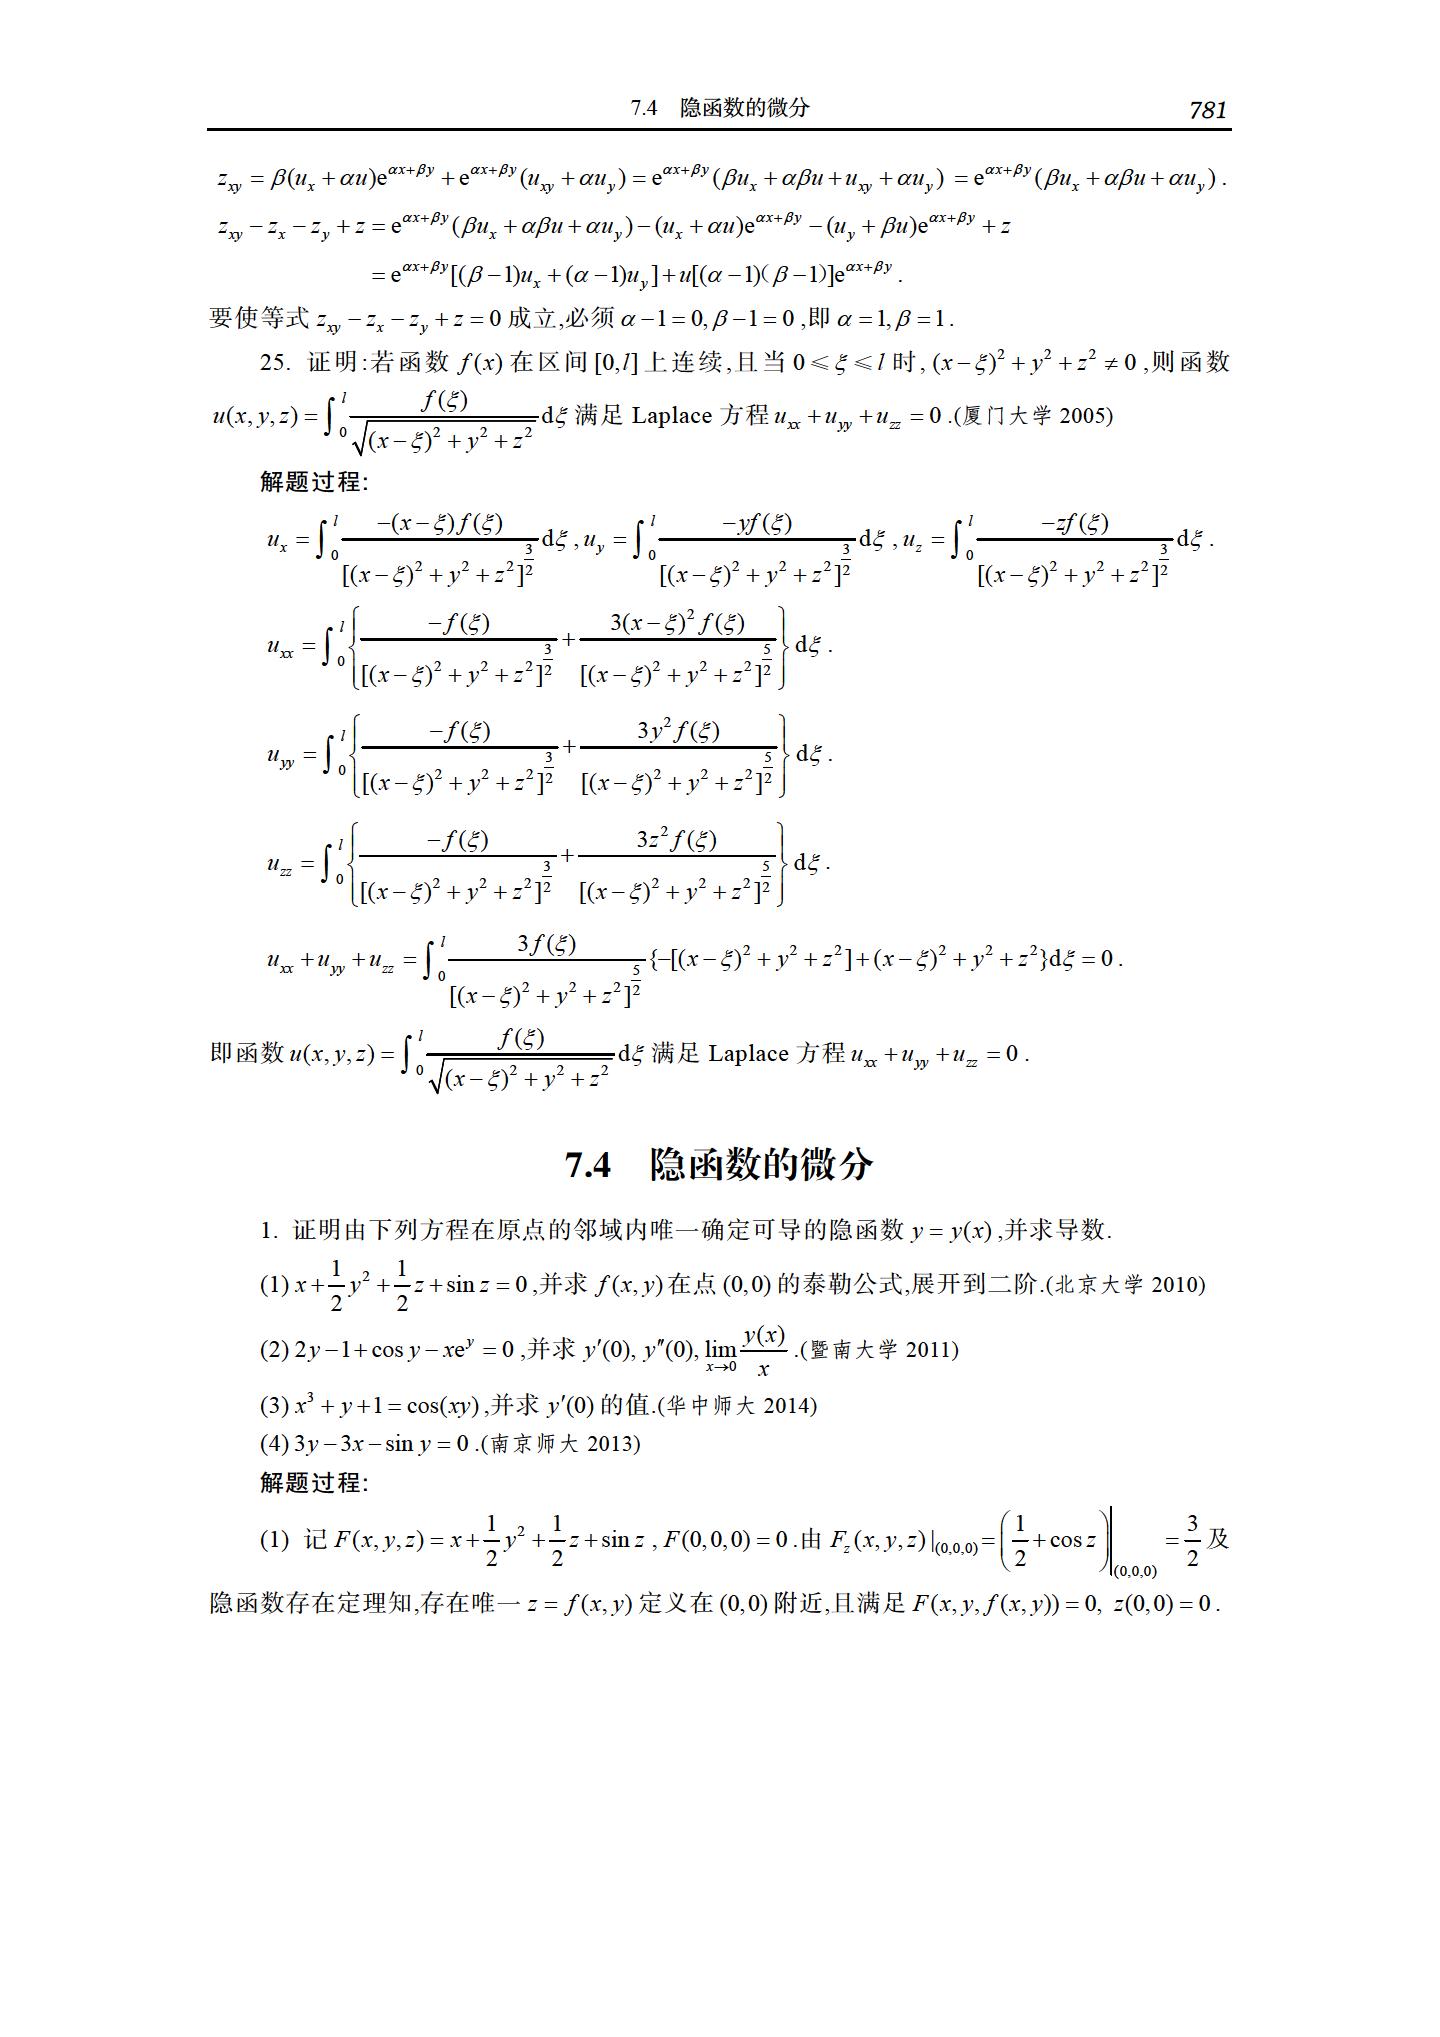 7.4 隐函数的微分 781
$z_{xy} = \beta(u_x + \alpha u)e^{\alpha x+\beta y} + e^{\alpha x+\beta y}(u_{xy} + \alpha u_y) = e^{\alpha x+\beta y}(\beta u_x + \alpha\beta u + u_{xy} + \alpha u_y) = e^{\alpha x+\beta y}(\beta u_x + \alpha\beta u + \alpha u_y)$.
$z_{xy} - z_x - z_y + z = e^{\alpha x+\beta y}(\beta u_x + \alpha\beta u + \alpha u_y) - (u_x + \alpha u)e^{\alpha x+\beta y} - (u_y + \beta u)e^{\alpha x+\beta y} + z$
$= e^{\alpha x+\beta y}[(\beta-1)u_x + (\alpha-1)u_y] + u[(\alpha-1)(\beta-1)]e^{\alpha x+\beta y}$.
要使等式 $z_{xy} - z_x - z_y + z = 0$ 成立,必须 $\alpha-1=0, \beta-1=0$,即 $\alpha=1, \beta=1$.
25. 证明:若函数 $f(x)$ 在区间 $[0,l]$ 上连续,且当 $0 \leqslant \xi \leqslant l$ 时, $(x-\xi)^2 + y^2 + z^2 \neq 0$,则函数
$u(x,y,z) = \int_0^l \frac{f(\xi)}{\sqrt{(x-\xi)^2 + y^2 + z^2}} d\xi$ 满足 Laplace 方程 $u_{xx} + u_{yy} + u_{zz} = 0$.(厦门大学 2005)
解题过程:
$u_x = \int_0^l \frac{-(x-\xi)f(\xi)}{[(x-\xi)^2 + y^2 + z^2]^{\frac{3}{2}}} d\xi, u_y = \int_0^l \frac{-yf(\xi)}{[(x-\xi)^2 + y^2 + z^2]^{\frac{3}{2}}} d\xi, u_z = \int_0^l \frac{-zf(\xi)}{[(x-\xi)^2 + y^2 + z^2]^{\frac{3}{2}}} d\xi$.
$u_{xx} = \int_0^l \left\{ \frac{-f(\xi)}{[(x-\xi)^2 + y^2 + z^2]^{\frac{3}{2}}} + \frac{3(x-\xi)^2 f(\xi)}{[(x-\xi)^2 + y^2 + z^2]^{\frac{5}{2}}} \right\} d\xi$.
$u_{yy} = \int_0^l \left\{ \frac{-f(\xi)}{[(x-\xi)^2 + y^2 + z^2]^{\frac{3}{2}}} + \frac{3y^2 f(\xi)}{[(x-\xi)^2 + y^2 + z^2]^{\frac{5}{2}}} \right\} d\xi$.
$u_{zz} = \int_0^l \left\{ \frac{-f(\xi)}{[(x-\xi)^2 + y^2 + z^2]^{\frac{3}{2}}} + \frac{3z^2 f(\xi)}{[(x-\xi)^2 + y^2 + z^2]^{\frac{5}{2}}} \right\} d\xi$.
$u_{xx} + u_{yy} + u_{zz} = \int_0^l \frac{3f(\xi)}{[(x-\xi)^2 + y^2 + z^2]^{\frac{5}{2}}} \{-[(x-\xi)^2 + y^2 + z^2] + (x-\xi)^2 + y^2 + z^2\} d\xi = 0$.
即函数 $u(x,y,z) = \int_0^l \frac{f(\xi)}{\sqrt{(x-\xi)^2 + y^2 + z^2}} d\xi$ 满足 Laplace 方程 $u_{xx} + u_{yy} + u_{zz} = 0$.
7.4 隐函数的微分
1. 证明由下列方程在原点的邻域内唯一确定可导的隐函数 $y = y(x)$,并求导数.
(1) $x + \frac{1}{2}y^2 + \frac{1}{2}z + \sin z = 0$,并求 $f(x,y)$ 在点 $(0,0)$ 的泰勒公式,展开到二阶.(北京大学 2010)
(2) $2y - 1 + \cos y - xe^y = 0$,并求 $y'(0), y''(0), \lim_{x \to 0} \frac{y(x)}{x}$.(暨南大学 2011)
(3) $x^3 + y + 1 = \cos(xy)$,并求 $y'(0)$ 的值.(华中师大 2014)
(4) $3y - 3x - \sin y = 0$.(南京师大 2013)
解题过程:
(1) 记 $F(x,y,z) = x + \frac{1}{2}y^2 + \frac{1}{2}z + \sin z$, $F(0,0,0) = 0$.由 $F_z(x,y,z)|_{(0,0,0)} = \left.\left(\frac{1}{2} + \cos z\right)\right|_{(0,0,0)} = \frac{3}{2}$ 及
隐函数存在定理知,存在唯一 $z = f(x,y)$ 定义在 $(0,0)$ 附近,且满足 $F(x,y,f(x,y)) = 0, z(0,0) = 0$.